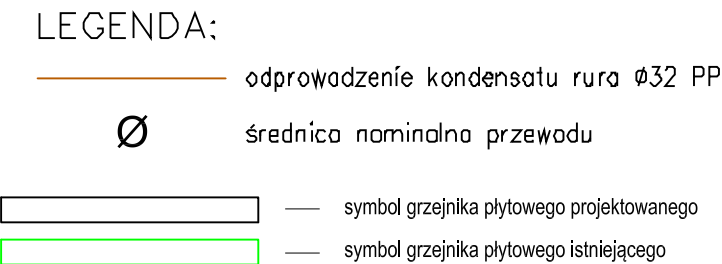 LEGENDA:
odprowadzenie kondensatu rura Ø32 PP
Ø średnica nominalna przewodu
symbol grzejnika płytowego projektowanego
symbol grzejnika płytowego istniejącego